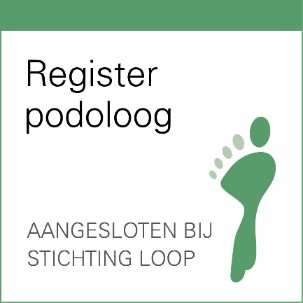 Register
podoloog
AANGESLOTEN BIJ
STICHTING LOOP